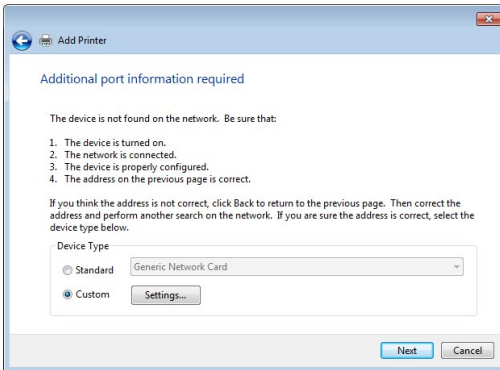 Add Printer
Additional port information required
The device is not found on the network.  Be sure that:
1.  The device is turned on.
2.  The network is connected.
3.  The device is properly configured.
4.  The address on the previous page is correct.
If you think the address is not correct, click Back to return to the previous page.  Then correct the
address and perform another search on the network.  If you are sure the address is correct, select the
device type below.
Device Type
Standard
Generic Network Card
Custom
Settings...
Next
Cancel